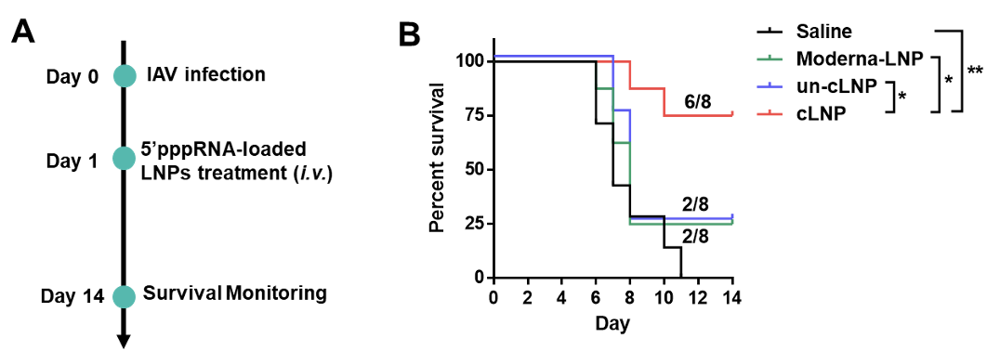 A
Day 0
IAV infection
Day 1
5'pppRNA-loaded
LNPs treatment (i.v.)
Day 14
Survival Monitoring
B
Percent survival
100
75
50
25
0
0 2 4 6 8 10 12 14
Day
6/8
2/8
2/8
Saline
Moderna-LNP
un-cLNP
cLNP
*
*
**